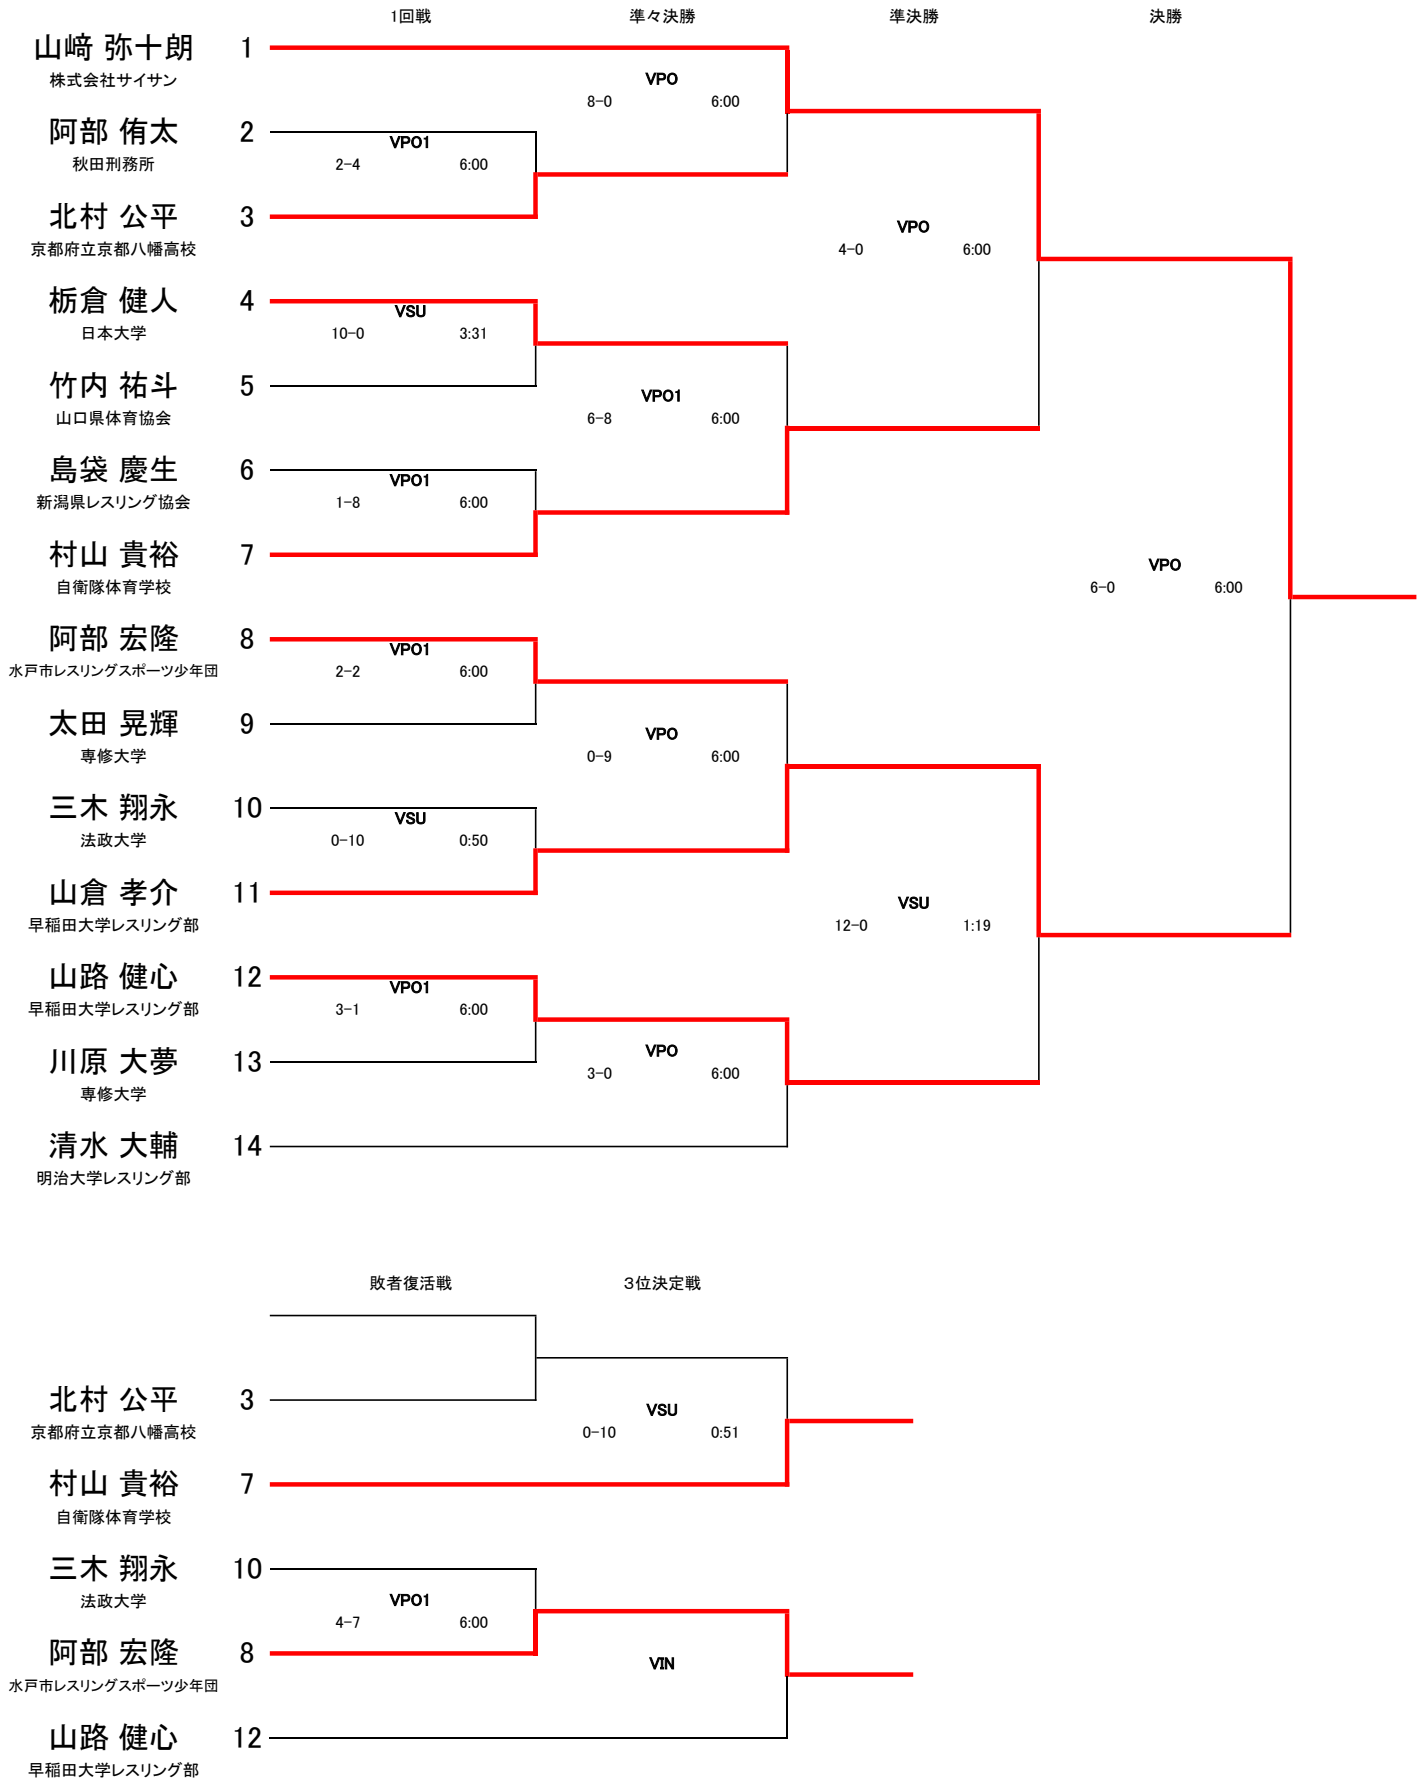 1回戦 準々決勝 準決勝 決勝
山﨑 弥十朗 1
株式会社サイサン
VPO
8-0 6:00
阿部 侑太 2
秋田刑務所
VPO1
2-4 6:00
北村 公平 3
京都府立京都八幡高校
VPO
4-0 6:00
栃倉 健人 4
日本大学
VSU
10-0 3:31
竹内 祐斗 5
山口県体育協会
VPO1
6-8 6:00
島袋 慶生 6
新潟県レスリング協会
VPO1
1-8 6:00
村山 貴裕 7
自衛隊体育学校
VPO
6-0 6:00
阿部 宏隆 8
水戸市レスリングスポーツ少年団
VPO1
2-2 6:00
太田 晃輝 9
専修大学
VPO
0-9 6:00
三木 翔永 10
法政大学
VSU
0-10 0:50
山倉 孝介 11
早稲田大学レスリング部
VSU
12-0 1:19
山路 健心 12
早稲田大学レスリング部
VPO1
3-1 6:00
川原 大夢 13
専修大学
VPO
3-0 6:00
清水 大輔 14
明治大学レスリング部
敗者復活戦 3位決定戦
北村 公平 3
京都府立京都八幡高校
VSU
0-10 0:51
村山 貴裕 7
自衛隊体育学校
三木 翔永 10
法政大学
VPO1
4-7 6:00
阿部 宏隆 8
水戸市レスリングスポーツ少年団
VIN
山路 健心 12
早稲田大学レスリング部